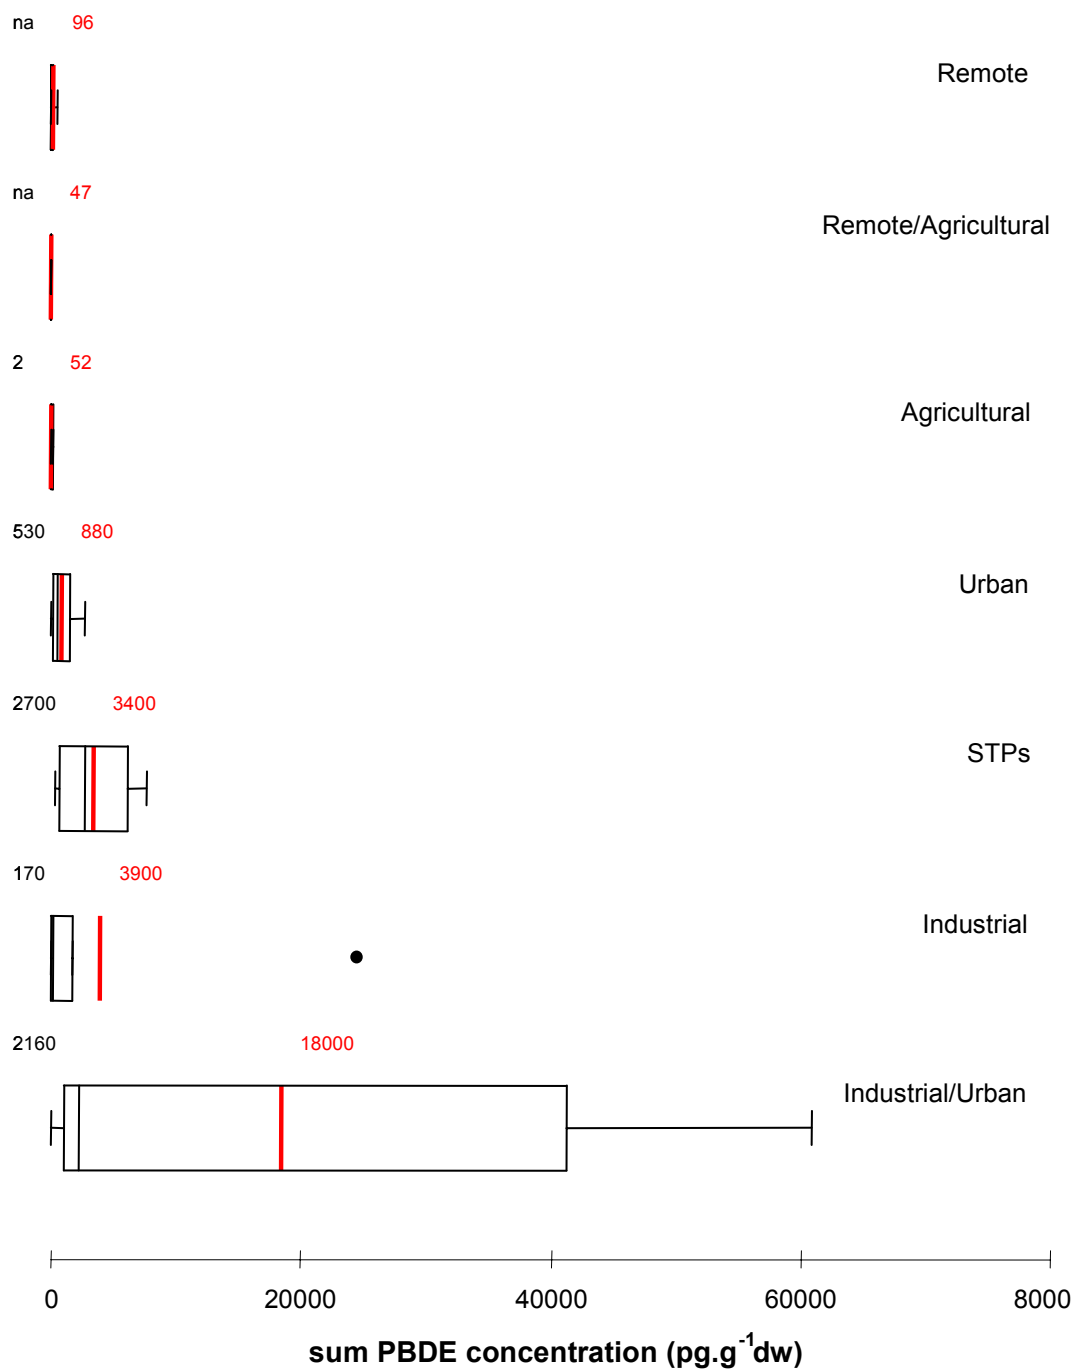 na 96
Remote
na 47
Remote/Agricultural
2 52
Agricultural
530 880
Urban
2700 3400
STPs
170 3900
Industrial
2160 18000
Industrial/Urban
0 20000 40000 60000 8000
sum PBDE concentration (pg.g⁻¹dw)